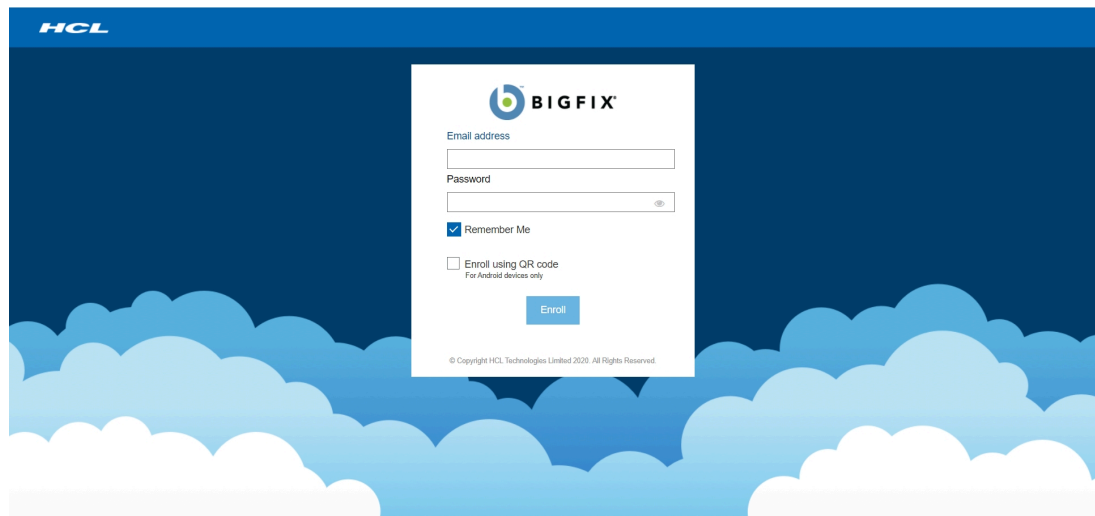 HCL
BIGFIX®
Email address
Password
Remember Me
Enroll using QR code
For Android devices only
Enroll
© Copyright HCL Technologies Limited 2020. All Rights Reserved.